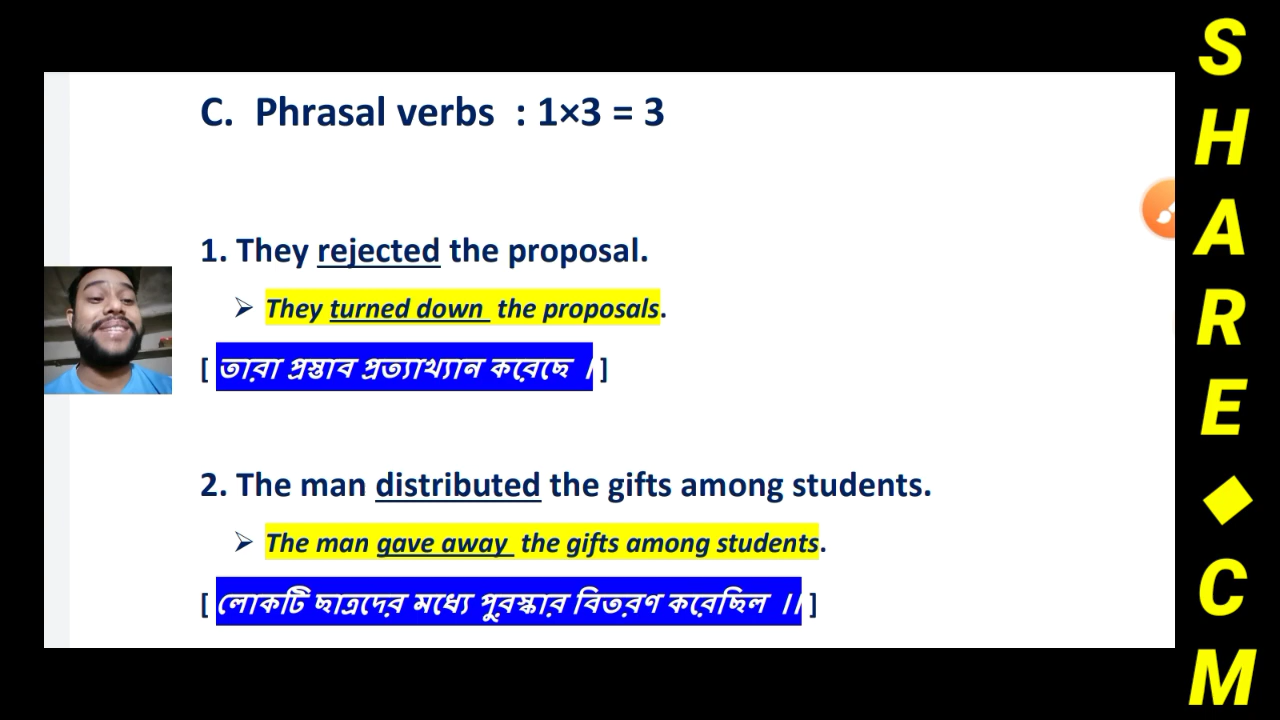 C. Phrasal verbs : 1×3 = 3
1. They rejected the proposal.
➢ They turned down the proposals.
[ তারা প্রস্তাব প্রত্যাখ্যান করেছে । ]
2. The man distributed the gifts among students.
➢ The man gave away the gifts among students.
[ লোকটি ছাত্রদের মধ্যে পুরস্কার বিতরণ করেছিল ।। ]
SHARE◆CM